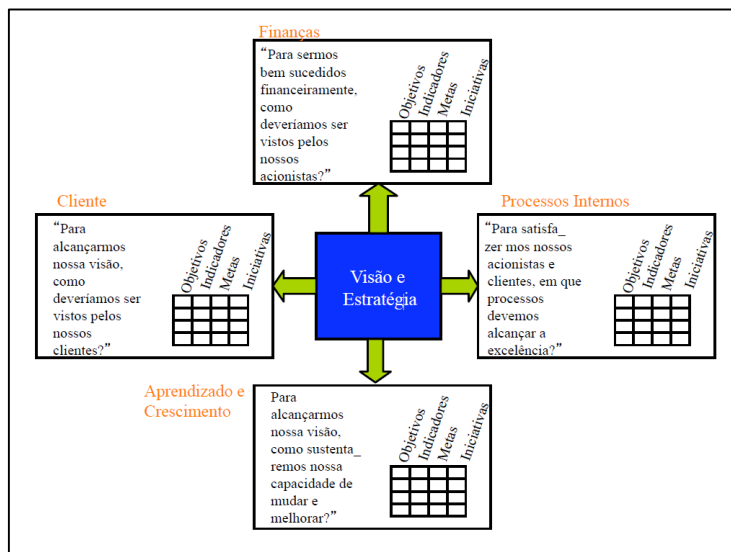 Finanças
“Para sermos
bem sucedidos
financeiramente,
como
deveríamos ser
vistos pelos
nossos
acionistas?”
Objetivos
Indicadores
Metas
Iniciativas
Cliente
“Para
alcançarmos
nossa visão,
como
deveríamos ser
vistos pelos
nossos
clientes?”
Objetivos
Indicadores
Metas
Iniciativas
Visão e
Estratégia
Processos Internos
“Para satisfa_
zer mos nossos
acionistas e
clientes, em que
processos
devemos
alcançar a
excelência?”
Objetivos
Indicadores
Metas
Iniciativas
Aprendizado e
Crescimento
Para
alcançarmos
nossa visão,
como sustenta_
remos nossa
capacidade de
mudar e
melhorar?”
Objetivos
Indicadores
Metas
Iniciativas